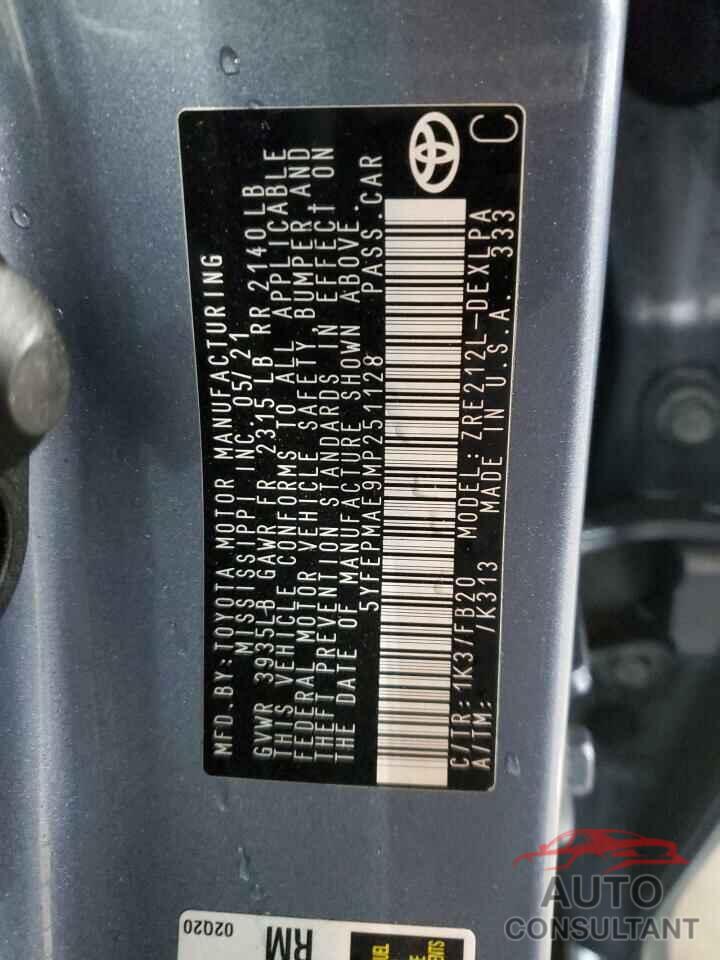 MFD. BY: TOYOTA MOTOR MANUFACTURING
MISSISSIPPI INC. 05/21
GVWR 3935LB GAWR FR 2315 LB RR 2140 LB
THIS VEHICLE CONFORMS TO ALL APPLICABLE
FEDERAL MOTOR VEHICLE SAFETY, BUMPER AND
THEFT PREVENTION STANDARDS IN EFFECT ON
THE DATE OF MANUFACTURE SHOWN ABOVE.
5YFEPMAE9MP251128 PASS. CAR
C/TR: 1K3/FB20 MODEL: ZRE212L-DEXLPA
A/TM: /K313 MADE IN U.S.A. 333
C
02Q20
RM
AUTO
CONSULTANT